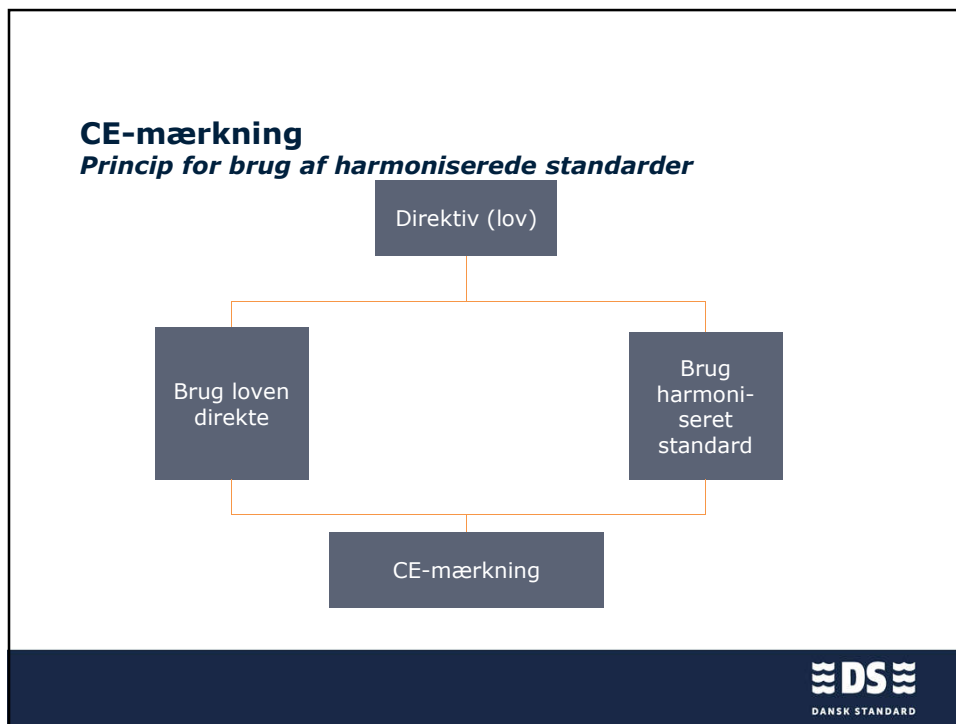 CE-mærkning
Princip for brug af harmoniserede standarder
Direktiv (lov)
Brug loven
direkte
Brug
harmoni-
seret
standard
CE-mærkning
DS
DANSK STANDARD